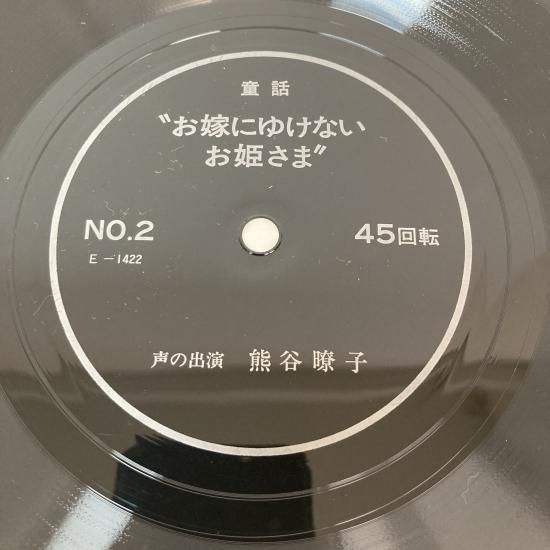 童話
〝お嫁にゆけない
お姫さま〟
NO.2
45回転
E－1422
声の出演 熊谷暸子